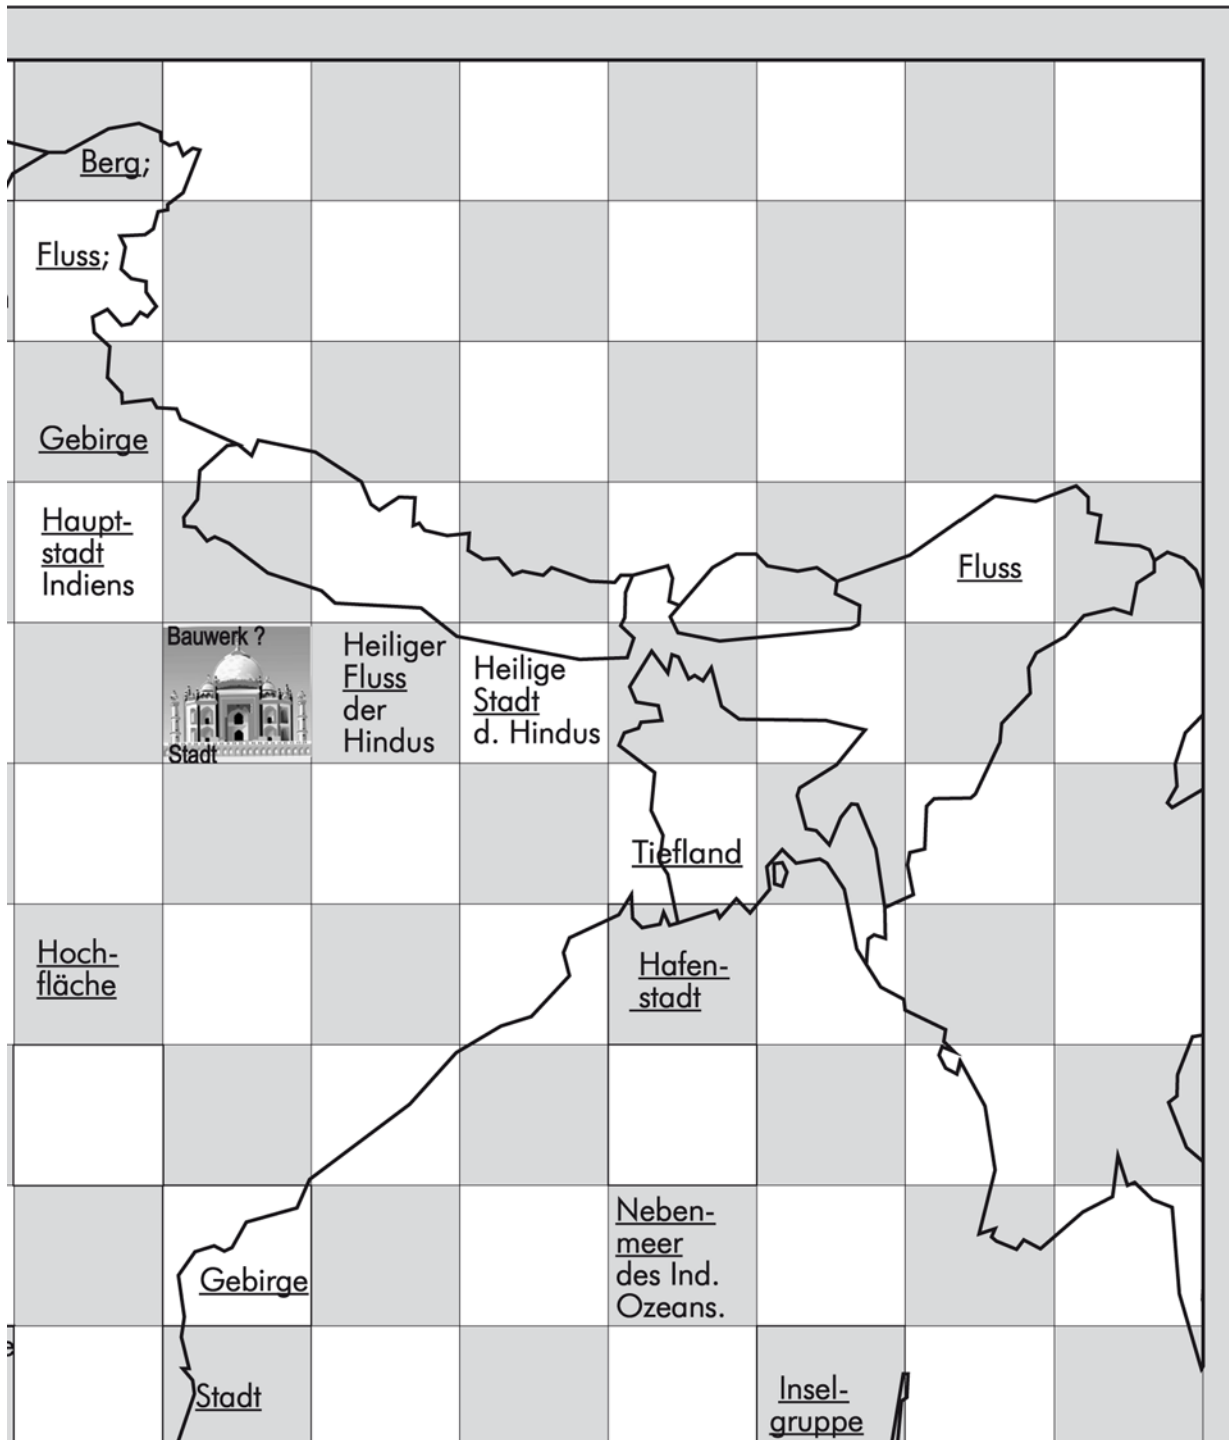 Berg;
Fluss;
Gebirge
Haupt-
stadt
Indiens
Fluss
Bauwerk ?
Stadt
Heiliger
Fluss
der
Hindus
Heilige
Stadt
d. Hindus
Tiefland
Hoch-
fläche
Hafen-
stadt
Neben-
meer
des Ind.
Ozeans.
Gebirge
Stadt
Insel-
gruppe